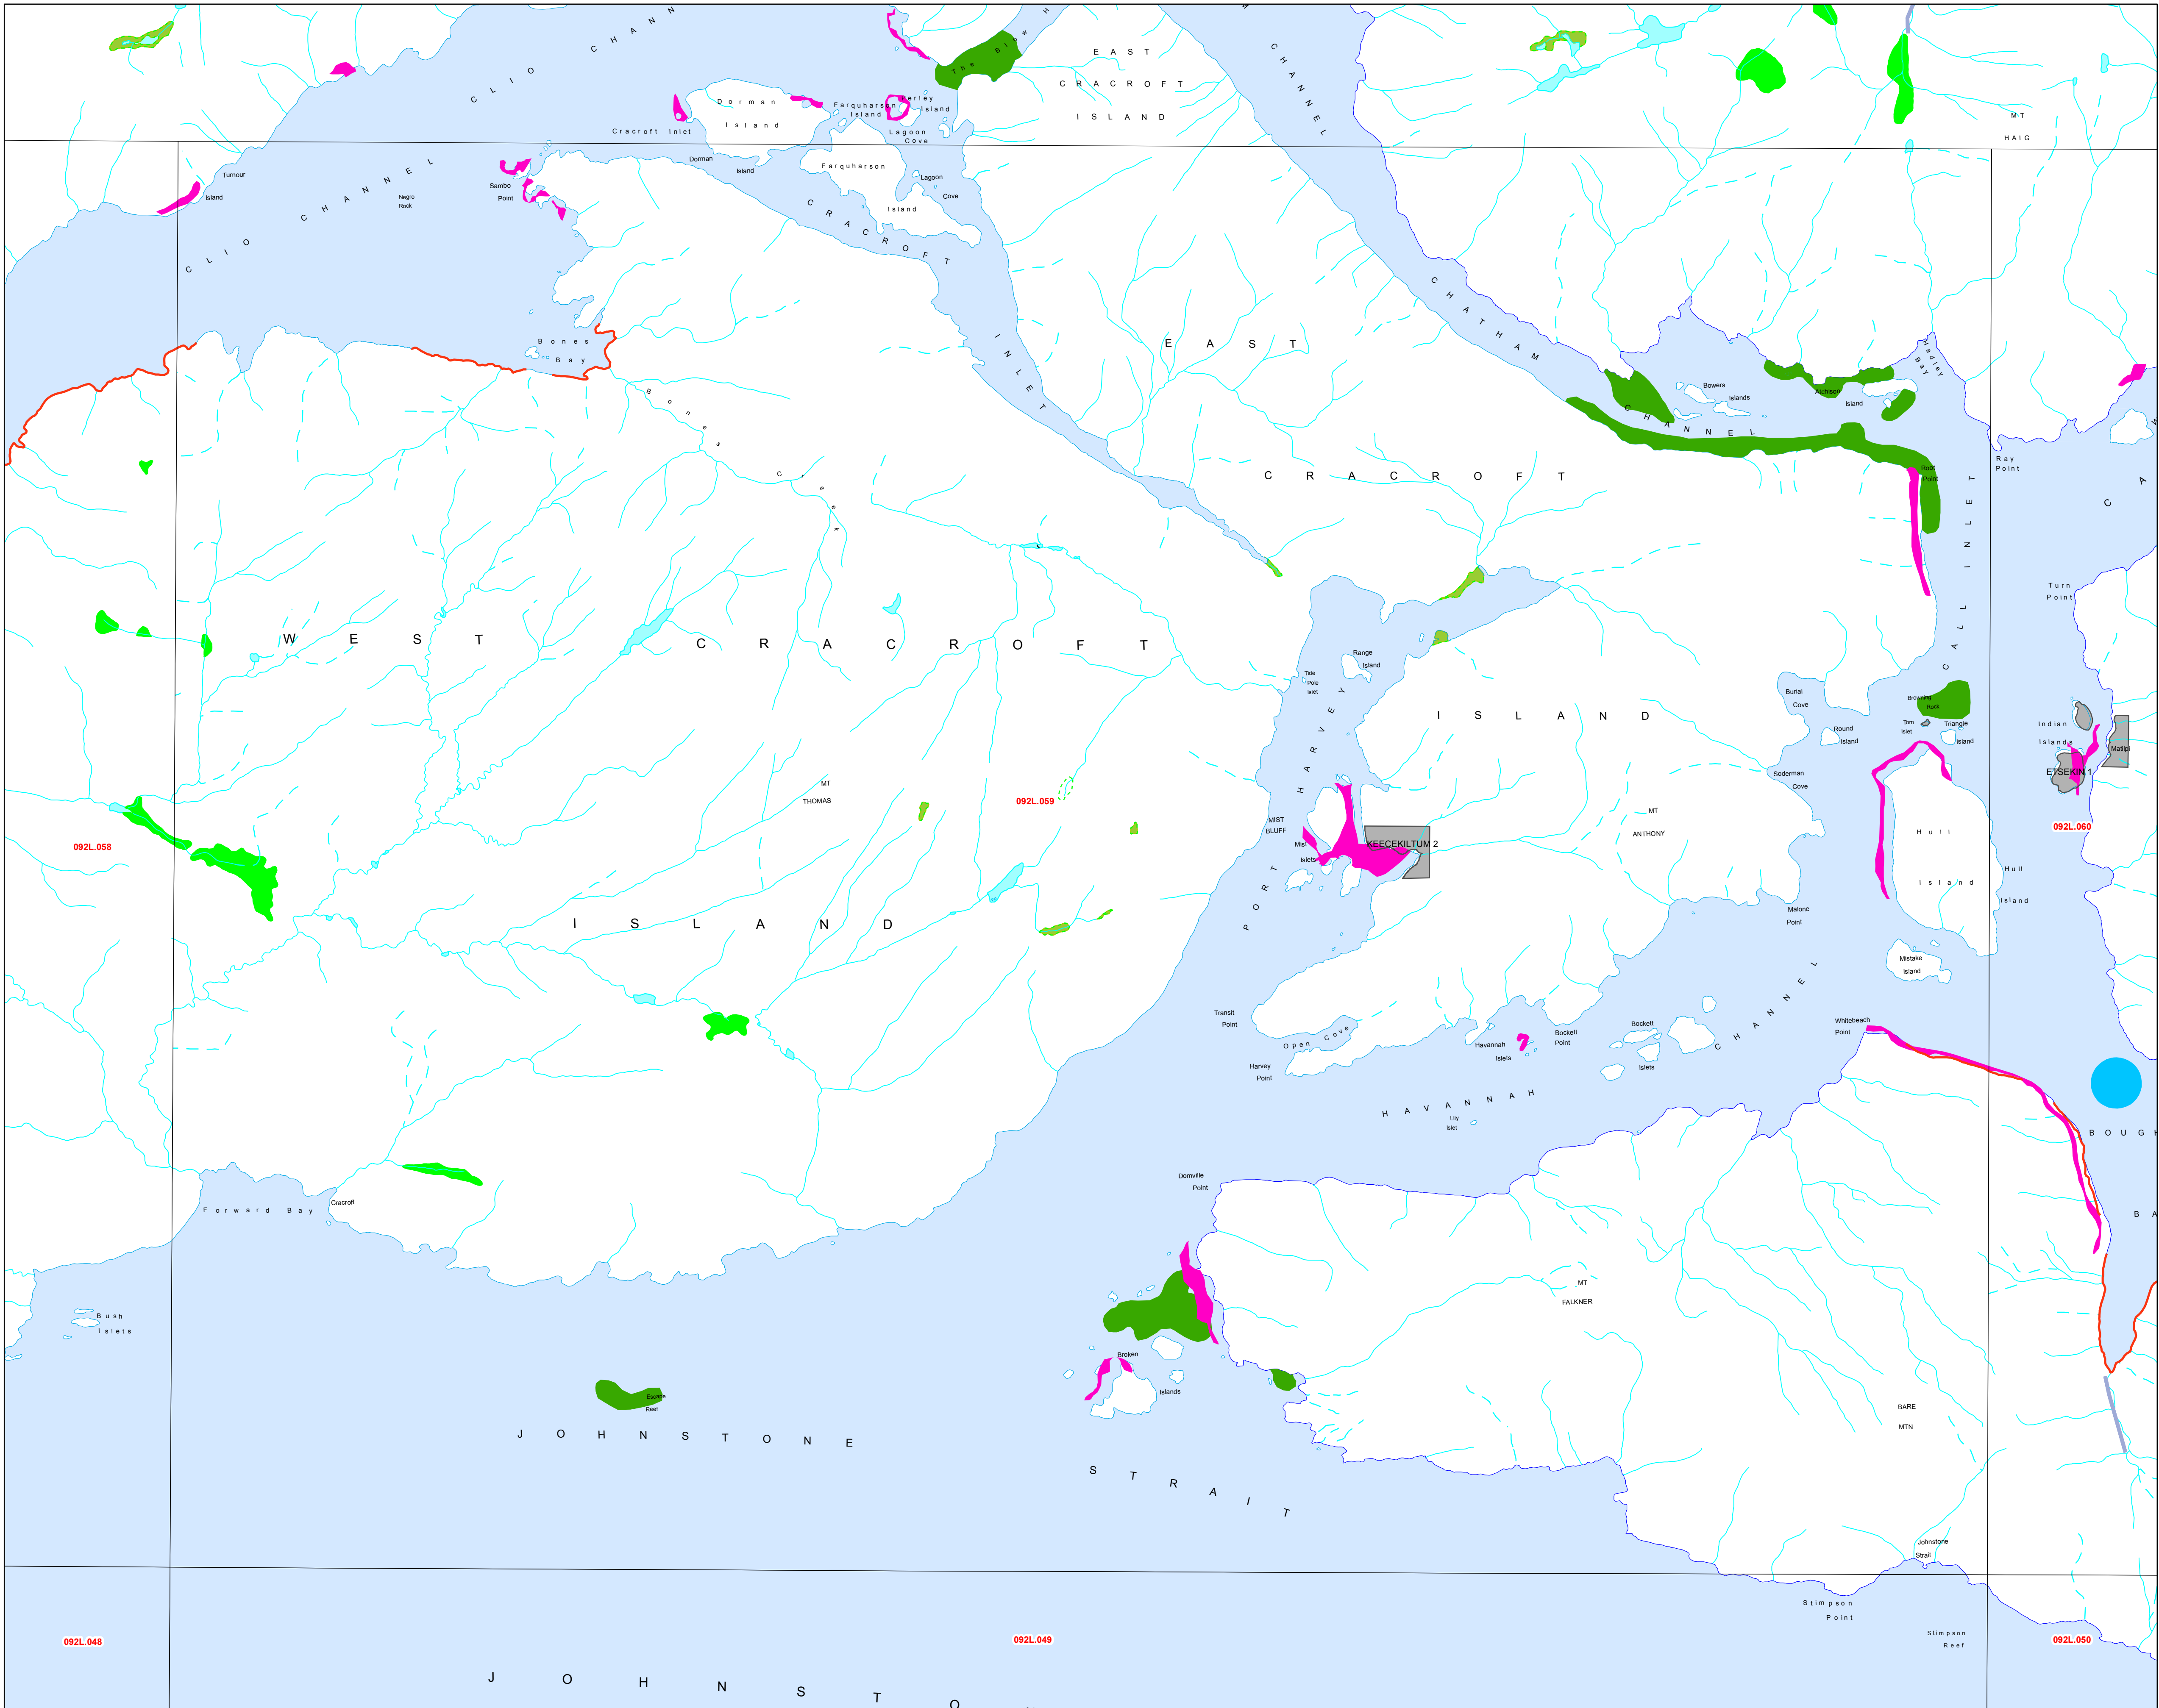 CLIO CHANN
The Blow H
EAST
CRACROFT
ISLAND
CHANNEL
M
Dorman
Island
Farquharson
Island
Perley
Island
Cracroft Inlet
Lagoon
Cove
MT
HAIG
Turnour
Island
CLIO CHANNEL
Negro
Rock
Sambo
Point
Dorman
Island
Farquharson
Island
Lagoon
Cove
CRACROFT
INLET
CHATHAM
CHANNEL
Bones
Bay
Bones Creek
EAST
CRACROFT
ISLAND
Hadley
Bay
Bowers
Islands
Atchison
Island
Root
Point
Ray
Point
CALL INLET
Turn
Point
WEST CRACROFT
ISLAND
Range
Island
Tide
Pole
Islet
PORT HARVEY
Burial
Cove
Round
Island
Browning
Rock
Tom
Islet
Triangle
Island
Indian
Islands
Matilpi
ETSEKIN 1
Soderman
Cove
MT
THOMAS
092L.059
MIST
BLUFF
Mist
Islets
KEECEKILTUM 2
MT
ANTHONY
Hull
Island
092L.060
092L.058
Hull
Island
Malone
Point
Mistake
Island
Transit
Point
Open Cove
Harvey
Point
Havannah
Islets
Bockett
Point
Bockett
Islets
HAVANNAH
CHANNEL
Whitebeach
Point
Lily
Islet
BOUGH
BA
Domville
Point
Forward Bay
Cracroft
Bush
Islets
MT
FALKNER
Broken
Islands
Escape
Reef
BARE
MTN
JOHNSTONE
STRAIT
Johnstone
Strait
Stimpson
Point
Stimpson
Reef
092L.048
092L.049
092L.050
JOHNSTO